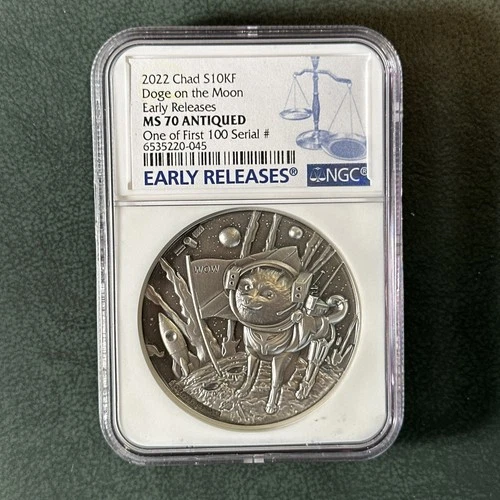 2022 Chad S10KF
Doge on the Moon
Early Releases
MS 70 ANTIQUED
One of First 100 Serial #
6535220-045
EARLY RELEASES®
NGC®
WOW